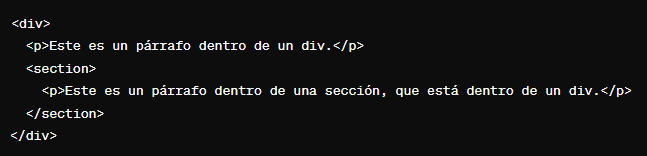 <div>
<p>Este es un párrafo dentro de un div.</p>
<section>
<p>Este es un párrafo dentro de una sección, que está dentro de un div.</p>
</section>
</div>